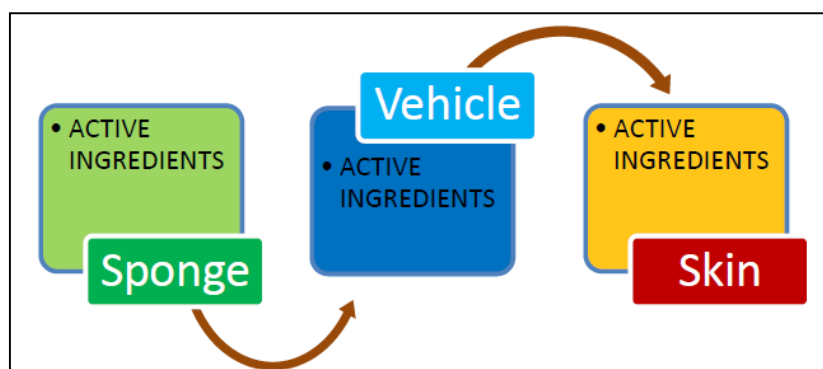 • ACTIVE
INGREDIENTS
Sponge
Vehicle
• ACTIVE
INGREDIENTS
• ACTIVE
INGREDIENTS
Skin